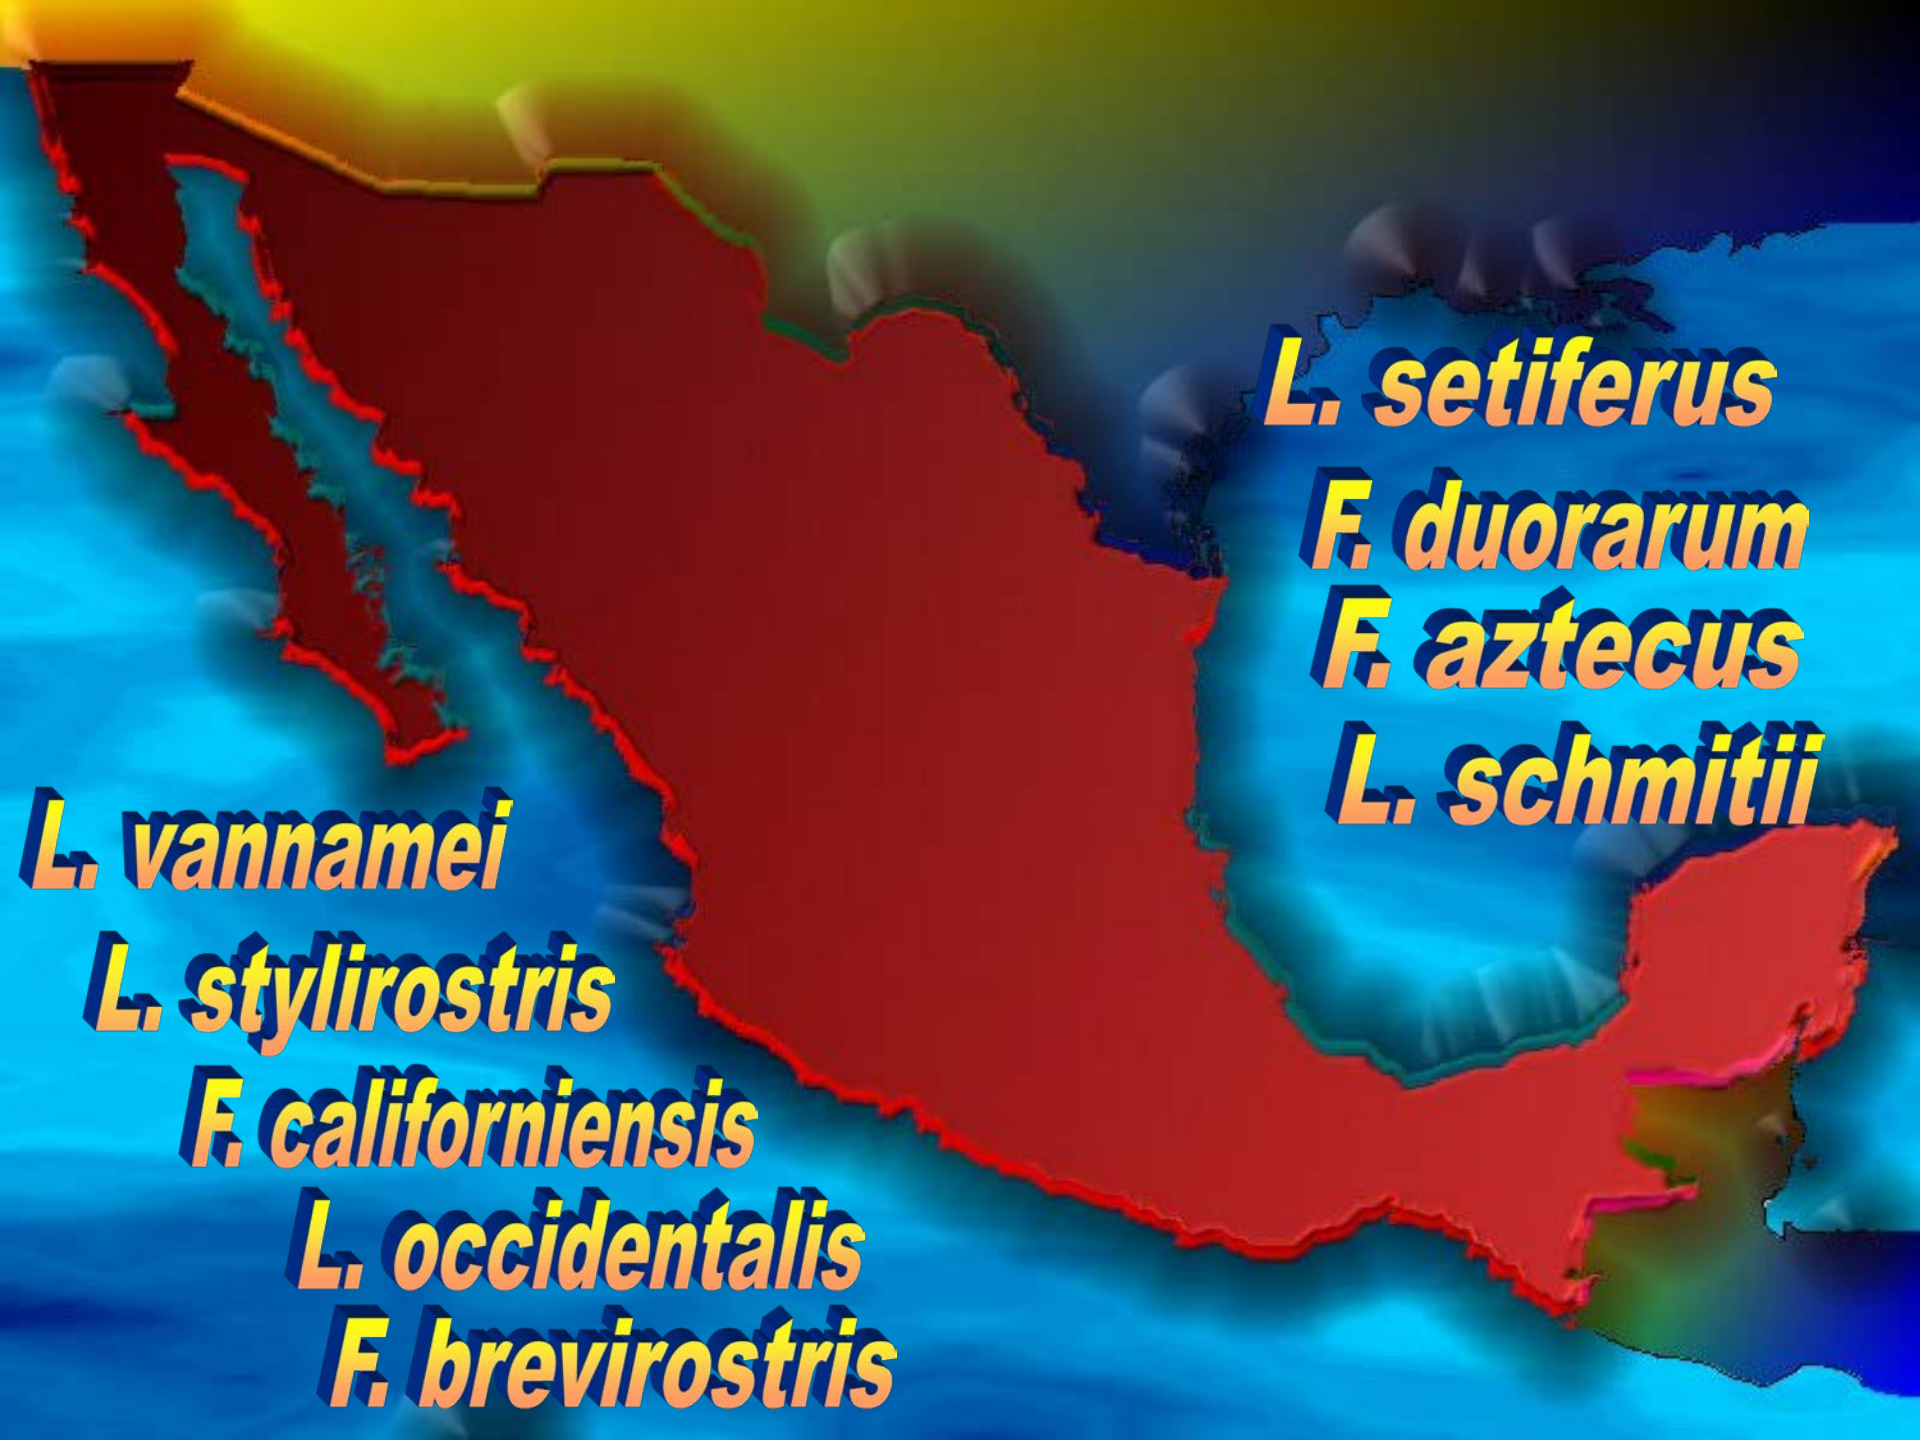 L. setiferus
F. duorarum
F. aztecus
L. schmitii
L. vannamei
L. stylirostris
F. californiensis
L. occidentalis
F. brevirostris